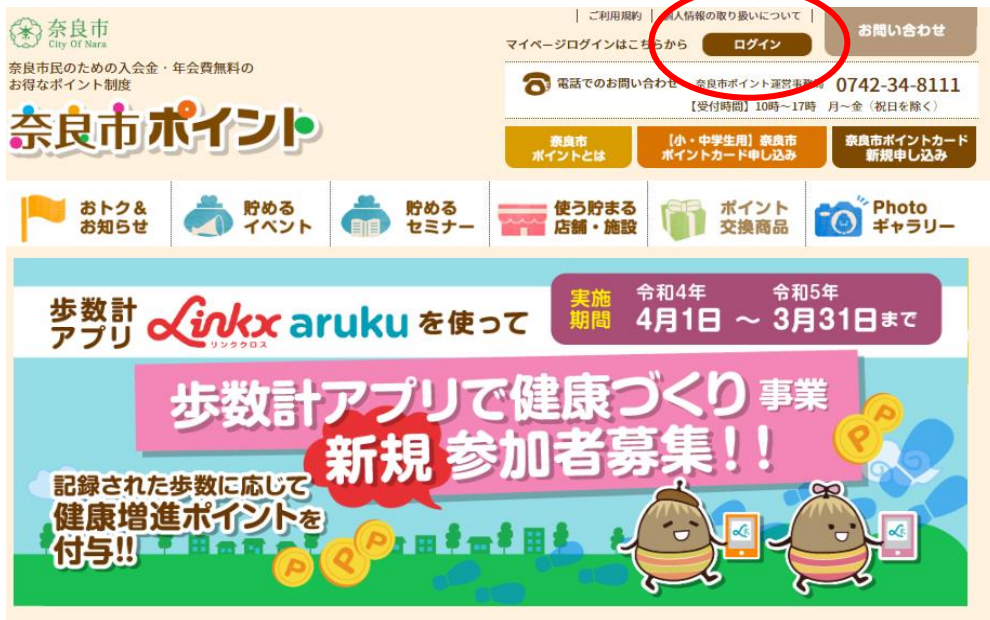 奈良市
City Of Nara
ご利用規約
個人情報の取り扱いについて
マイページログインはこちらから
ログイン
お問い合わせ
奈良市民のための入会金・年会費無料の
お得なポイント制度
奈良市ポイント
電話でのお問い合わせ 奈良市ポイント運営事務局 0742-34-8111
【受付時間】10時～17時 月～金（祝日を除く）
奈良市
ポイントとは
【小・中学生用】奈良市
ポイントカード申し込み
奈良市ポイントカード
新規申し込み
おトク&
お知らせ
貯める
イベント
貯める
セミナー
使う貯まる
店舗・施設
ポイント
交換商品
Photo
ギャラリー
歩数計
アプリ
Linkx aruku を使って
リンククロス
実施
期間
令和4年 令和5年
4月1日 ～ 3月31日まで
歩数計アプリで健康づくり事業
新規参加者募集!!
記録された歩数に応じて
健康増進ポイントを
付与!!
P
P
P
P
P